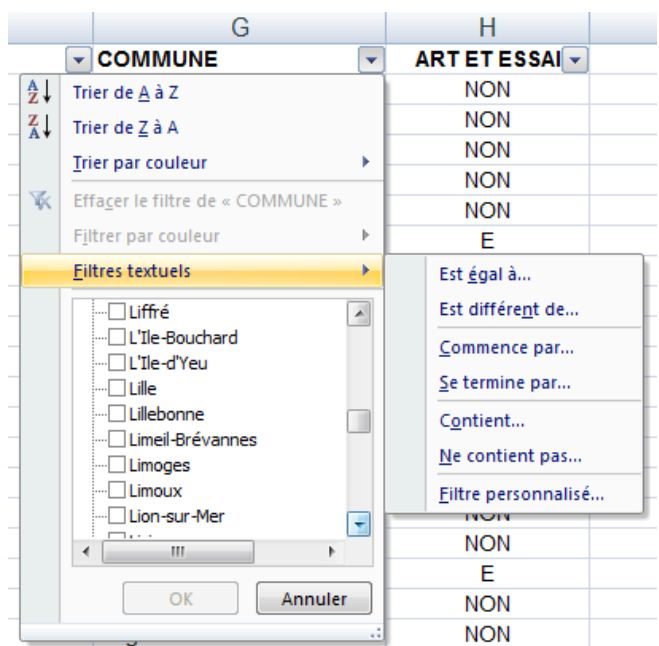 G H
COMMUNE ART ET ESSAI
Trier de A à Z NON
Trier de Z à A NON
Trier par couleur NON
NON
Effacer le filtre de « COMMUNE » NON
Filtrer par couleur E
Filtres textuels
Est égal à...
Est différent de...
Commence par...
Se termine par...
Contient...
Ne contient pas...
Filtre personnalisé...
Liffré
L'Ile-Bouchard
L'Ile-d'Yeu
Lille
Lillebonne
Limeil-Brévannes
Limoges
Limoux
Lion-sur-Mer
NON
NON
E
OK Annuler NON
NON